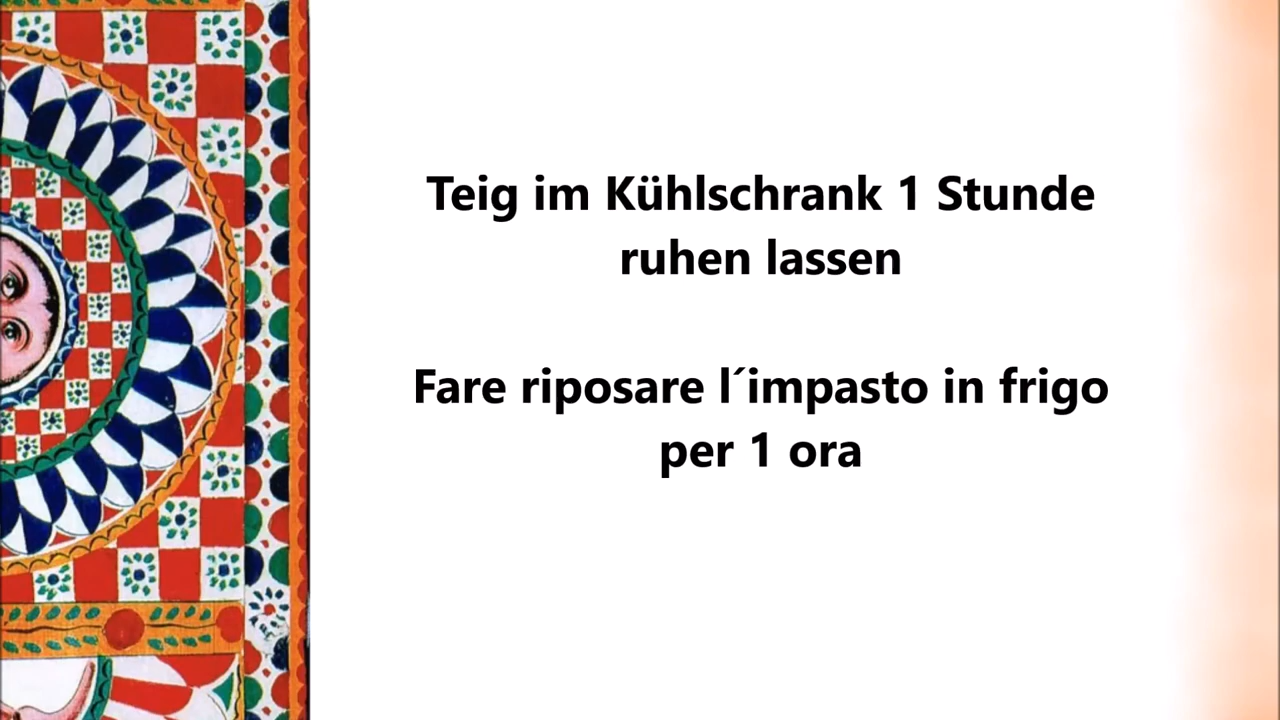 Teig im Kühlschrank 1 Stunde
ruhen lassen
Fare riposare l´impasto in frigo
per 1 ora